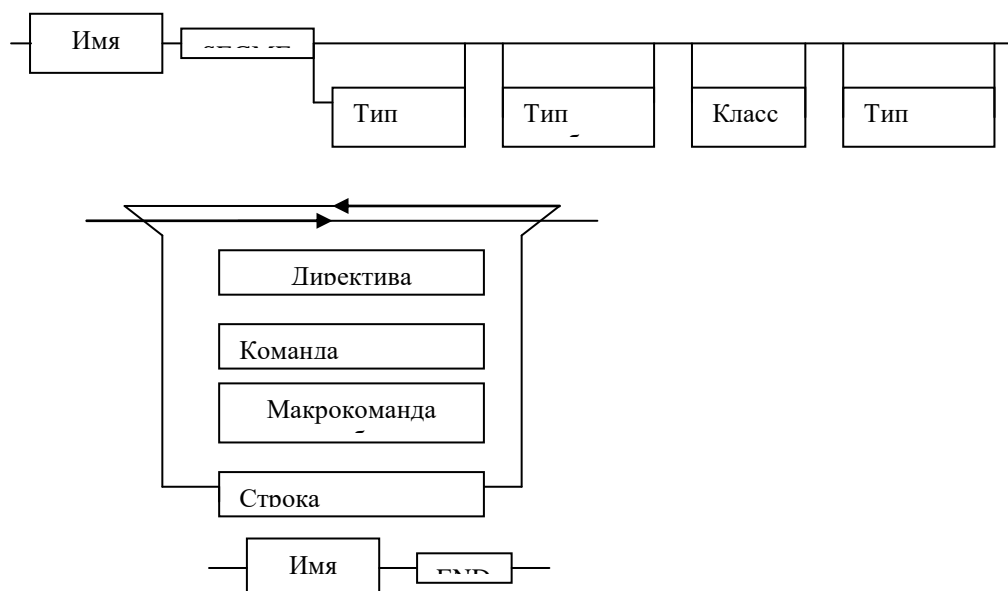 Имя
Тип
Тип
Класс
Тип
Директива
Команда
Макрокоманда
Строка
Имя